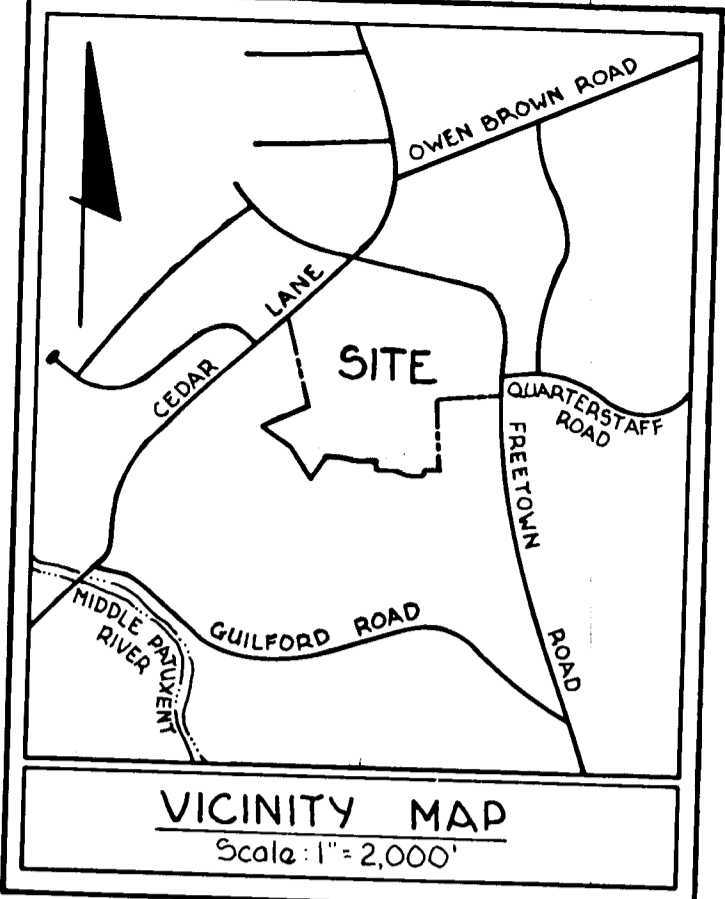 OWEN BROWN ROAD
CEDAR LANE
SITE
QUARTERSTAFF
ROAD
FREETOWN ROAD
GUILFORD ROAD
MIDDLE PATUXENT
RIVER
VICINITY MAP
Scale: 1" = 2,000'